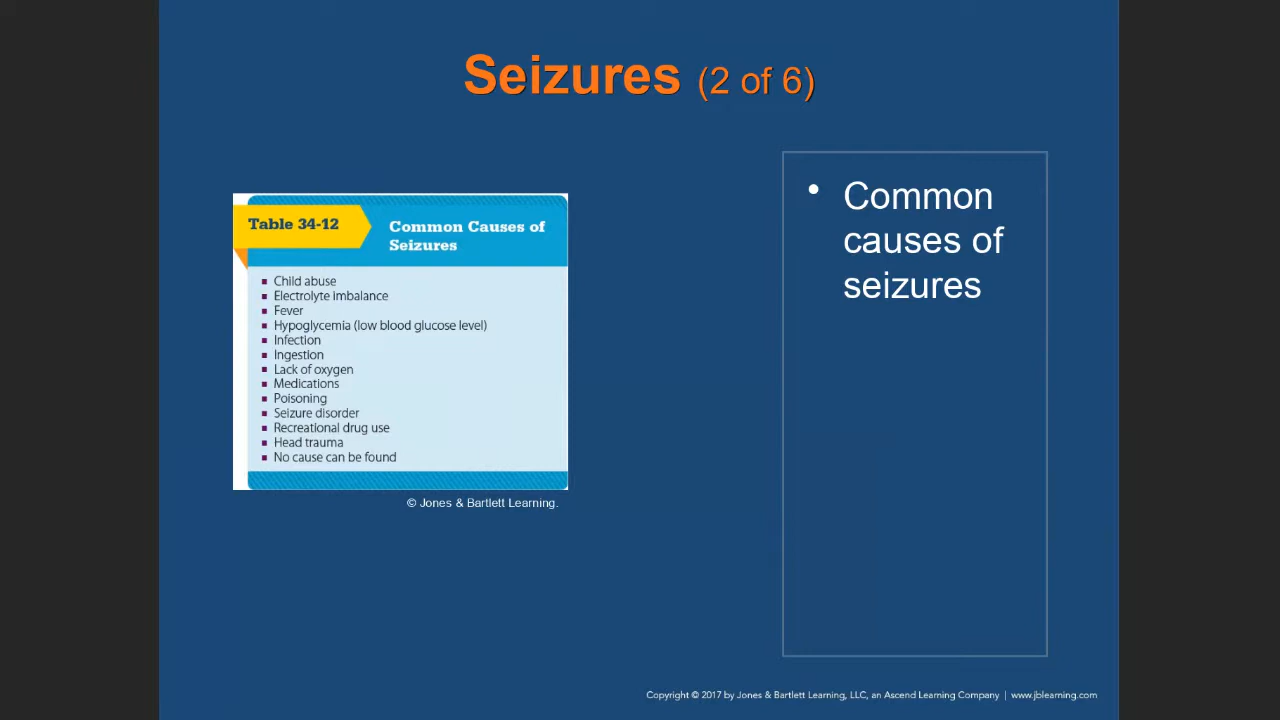 Seizures (2 of 6)
Table 34-12
Common Causes of
Seizures
▪ Child abuse
▪ Electrolyte imbalance
▪ Fever
▪ Hypoglycemia (low blood glucose level)
▪ Infection
▪ Ingestion
▪ Lack of oxygen
▪ Medications
▪ Poisoning
▪ Seizure disorder
▪ Recreational drug use
▪ Head trauma
▪ No cause can be found
© Jones & Bartlett Learning.
• Common
causes of
seizures
Copyright © 2017 by Jones & Bartlett Learning, LLC, an Ascend Learning Company | www.jblearning.com